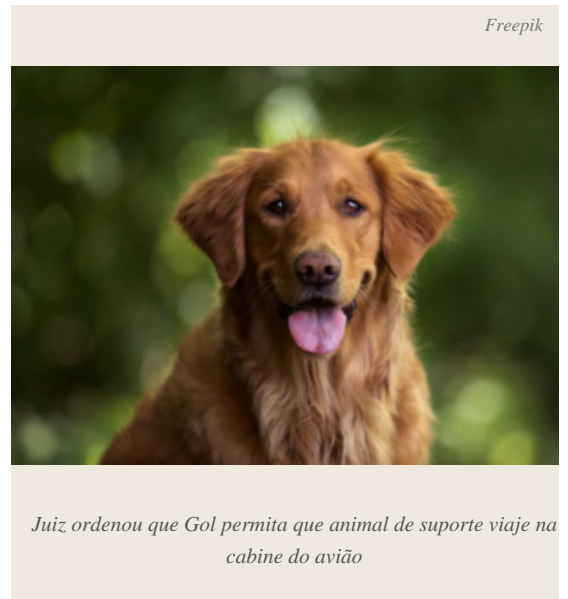 Freepik
Juiz ordenou que Gol permita que animal de suporte viaje na
cabine do avião